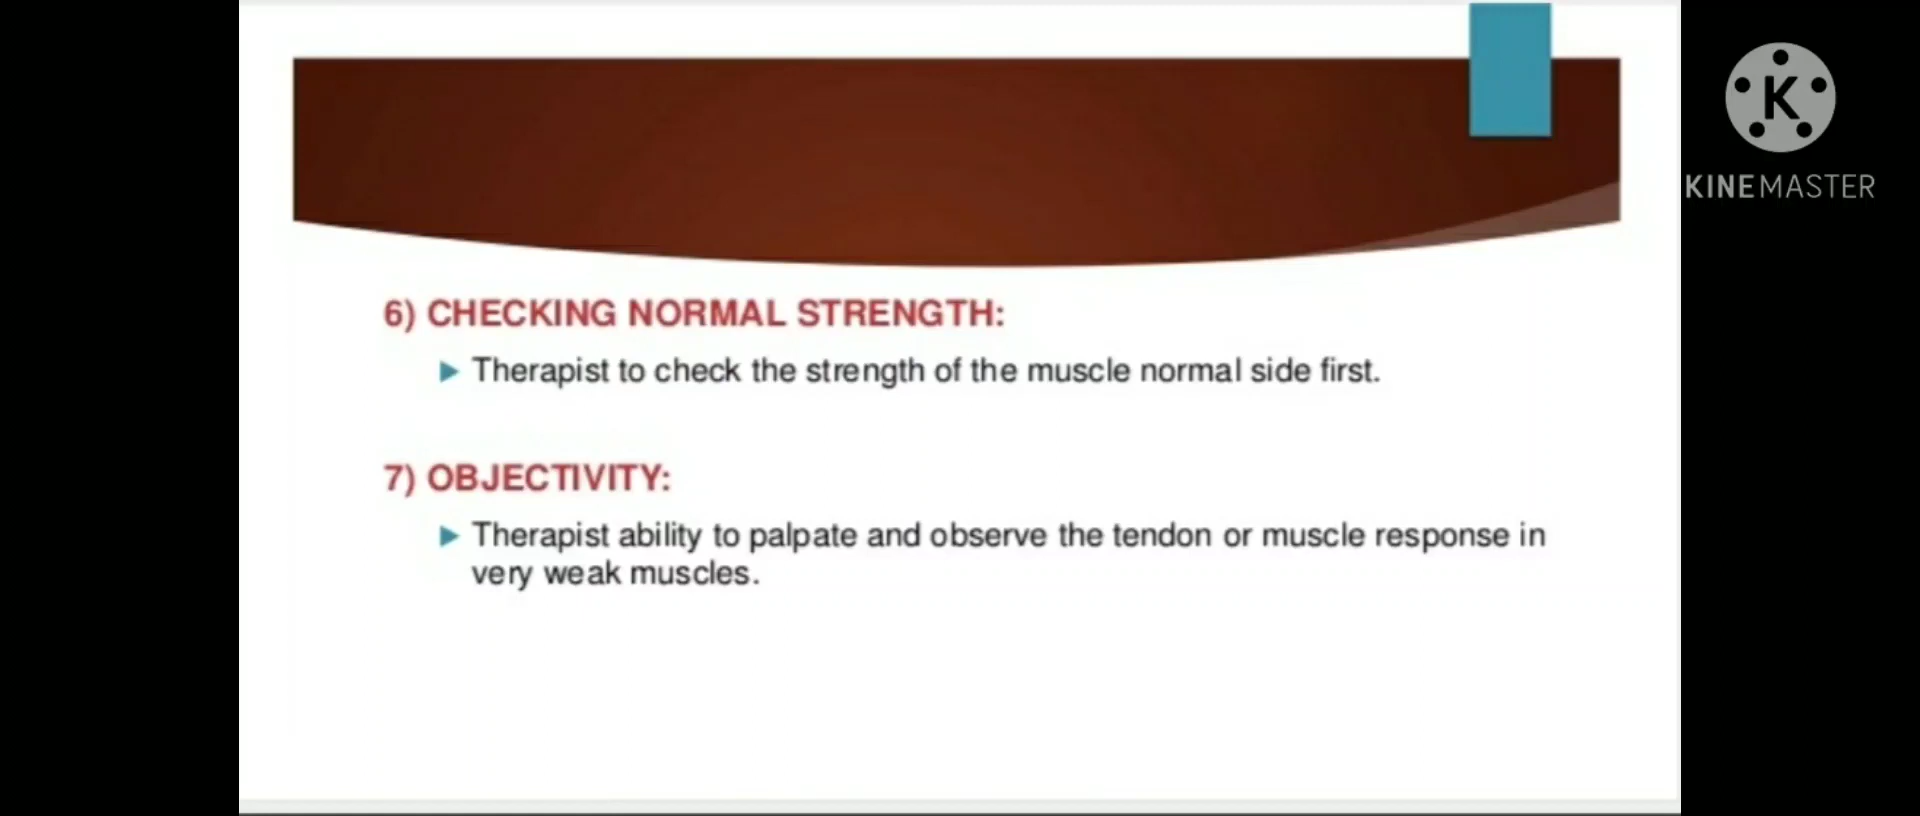 K
KINEMASTER
6) CHECKING NORMAL STRENGTH:
Therapist to check the strength of the muscle normal side first.
7) OBJECTIVITY:
Therapist ability to palpate and observe the tendon or muscle response in
very weak muscles.